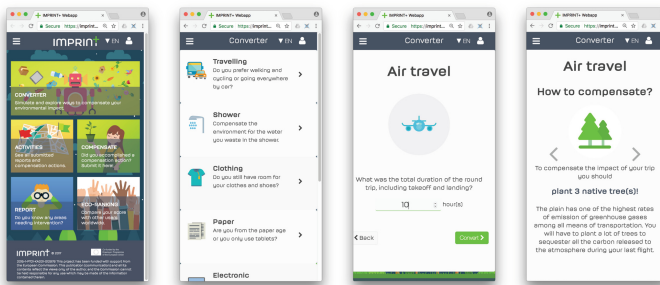 IMPRINT+ Webapp
Secure https://imprint...
IMPRINT+ EN
CONVERTER
Simulate and explore ways to compensate your
environmental imprint.
ACTIVITIES
See all submitted
reports and
compensation actions.
COMPENSATE
Did you accomplished a
compensation action?
Submit it here.
REPORT
Do you know any areas
needing intervention?
ECO-RANKING
Compare your score
with other users
worldwide.
IMPRINT+ © 2017
IMPRINT+ Webapp
Secure https://imprint...
Converter EN
Travelling
Do you prefer walking and
cycling or going everywhere
by car?
Shower
Compensate the
environment for the water
you waste in the shower.
Clothing
Do you still have room for
your clothes and shoes?
Paper
Are you from the paper age
or you only use tablets?
Electronic
IMPRINT+ Webapp
Secure https://imprint...
Converter EN
Air travel
What was the total duration of the round
trip, including takeoff and landing?
10 hour(s)
Back
Convert
IMPRINT+ Webapp
Secure https://imprint...
Converter EN
Air travel
How to compensate?
To compensate the impact of your trip
you should
plant 3 native tree(s)!
The plein has one of the highest rates
of emission of greenhouse gases
among all means of transportation. You
will have to plant a lot of trees to
sequester all the carbon released to
the atmosphere during your last flight.